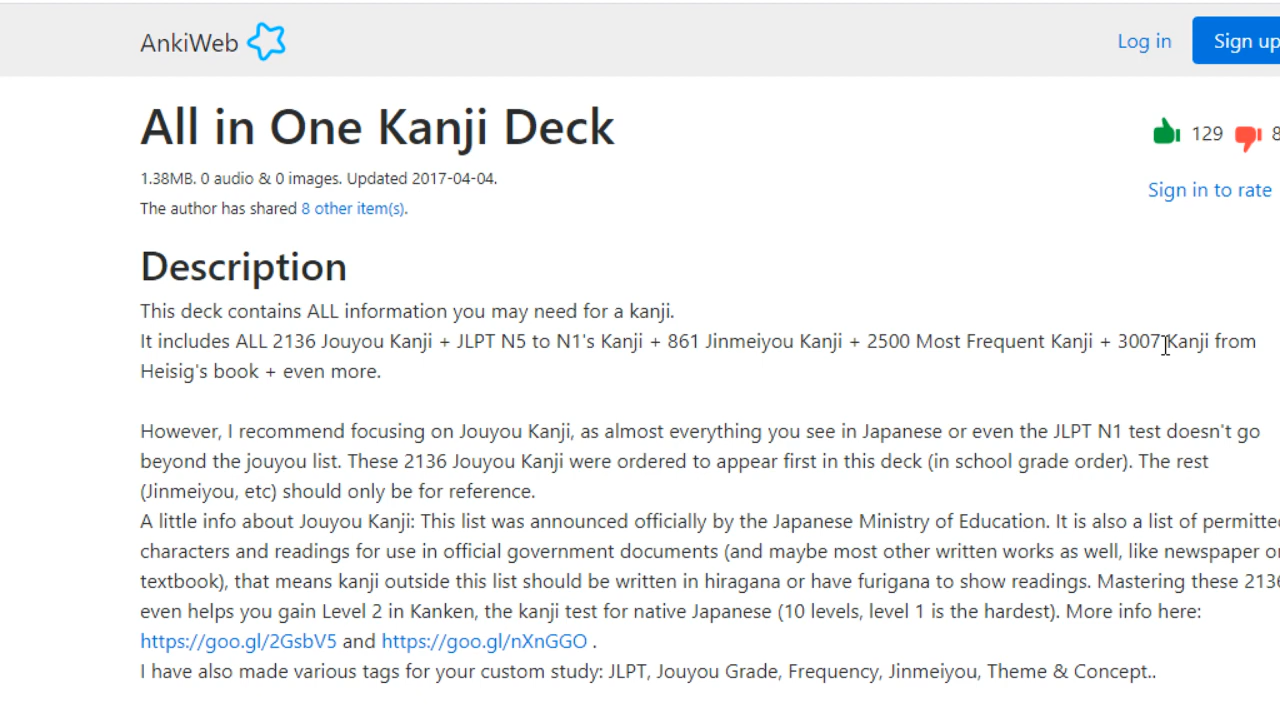 AnkiWeb
Log in
Sign up
All in One Kanji Deck
129
8
1.38MB. 0 audio & 0 images. Updated 2017-04-04.
Sign in to rate
The author has shared 8 other item(s).
Description
This deck contains ALL information you may need for a kanji.
It includes ALL 2136 Jouyou Kanji + JLPT N5 to N1's Kanji + 861 Jinmeiyou Kanji + 2500 Most Frequent Kanji + 3007 Kanji from
Heisig's book + even more.
However, I recommend focusing on Jouyou Kanji, as almost everything you see in Japanese or even the JLPT N1 test doesn't go
beyond the jouyou list. These 2136 Jouyou Kanji were ordered to appear first in this deck (in school grade order). The rest
(Jinmeiyou, etc) should only be for reference.
A little info about Jouyou Kanji: This list was announced officially by the Japanese Ministry of Education. It is also a list of permitted
characters and readings for use in official government documents (and maybe most other written works as well, like newspaper or
textbook), that means kanji outside this list should be written in hiragana or have furigana to show readings. Mastering these 2136
even helps you gain Level 2 in Kanken, the kanji test for native Japanese (10 levels, level 1 is the hardest). More info here:
https://goo.gl/2GsbV5 and https://goo.gl/nXnGGO .
I have also made various tags for your custom study: JLPT, Jouyou Grade, Frequency, Jinmeiyou, Theme & Concept..